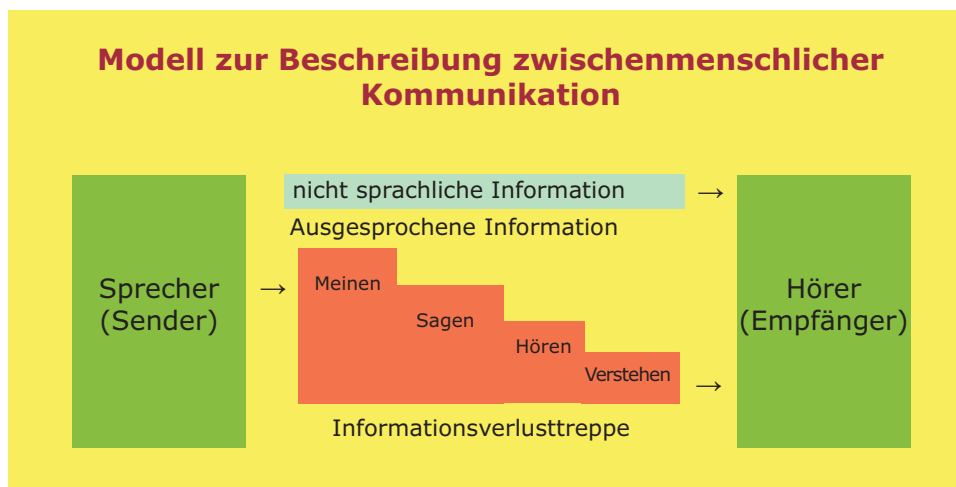 Modell zur Beschreibung zwischenmenschlicher
Kommunikation
nicht sprachliche Information →
Ausgesprochene Information
Sprecher
(Sender)
→
Meinen
Sagen
Hören
Verstehen
→
Hörer
(Empfänger)
Informationsverlusttreppe